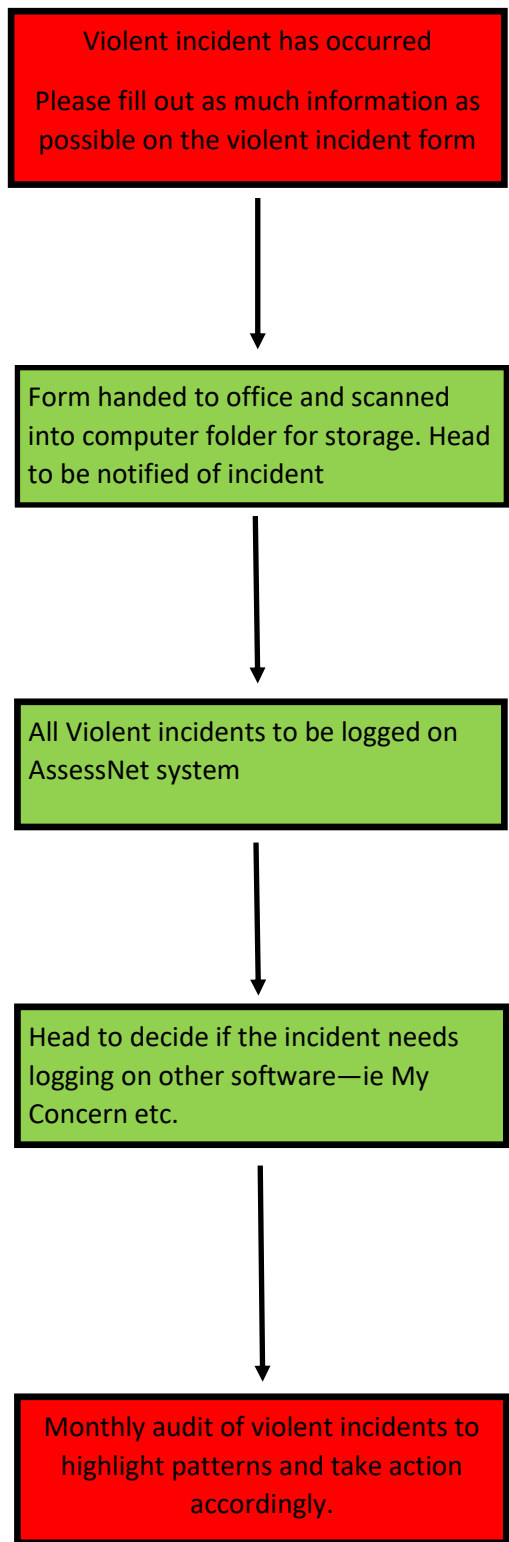 Violent incident has occurred
Please fill out as much information as
possible on the violent incident form
Form handed to office and scanned
into computer folder for storage. Head
to be notified of incident
All Violent incidents to be logged on
AssessNet system
Head to decide if the incident needs
logging on other software—ie My
Concern etc.
Monthly audit of violent incidents to
highlight patterns and take action
accordingly.